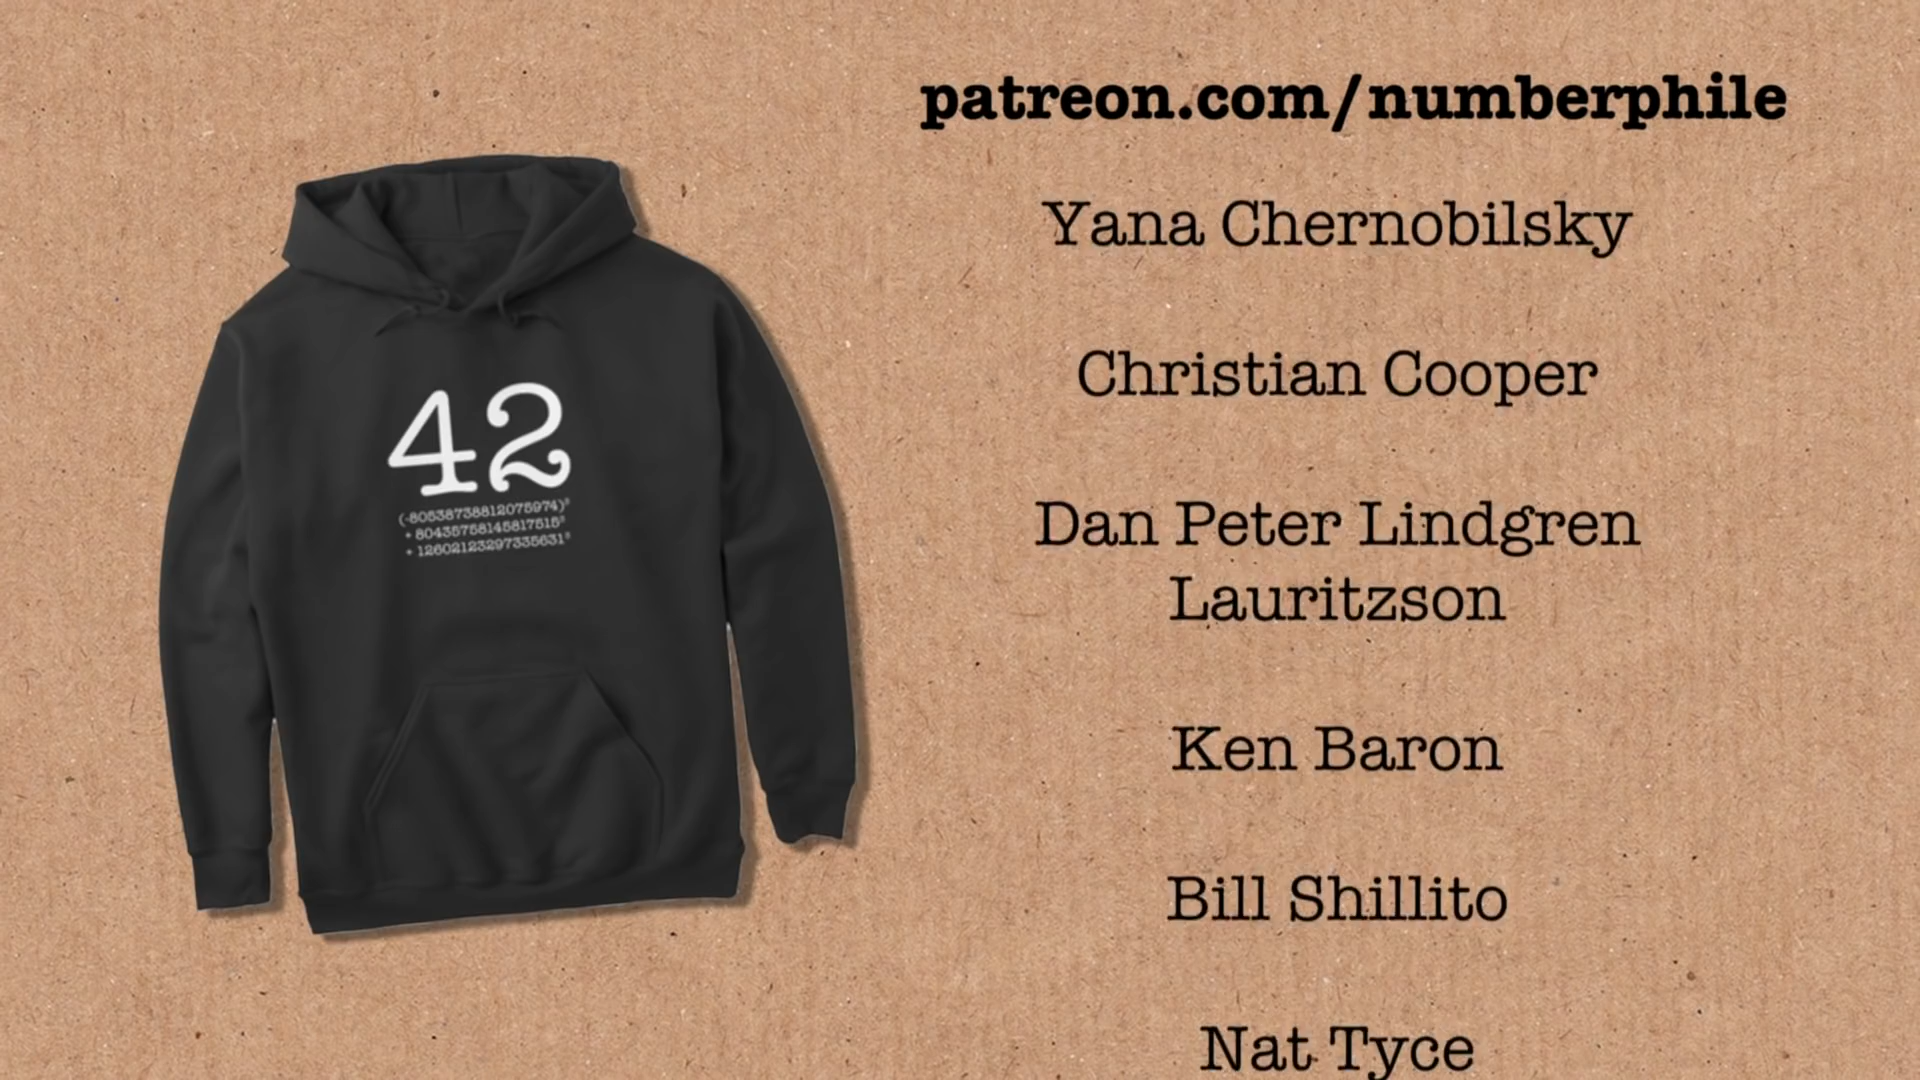 patreon.com/numberphile
Yana Chernobilsky
Christian Cooper
Dan Peter Lindgren
Lauritzson
Ken Baron
Bill Shillito
Nat Tyce
42
(-80538738812075974)³
+ 80435758145817515³
+ 12602123297335631³